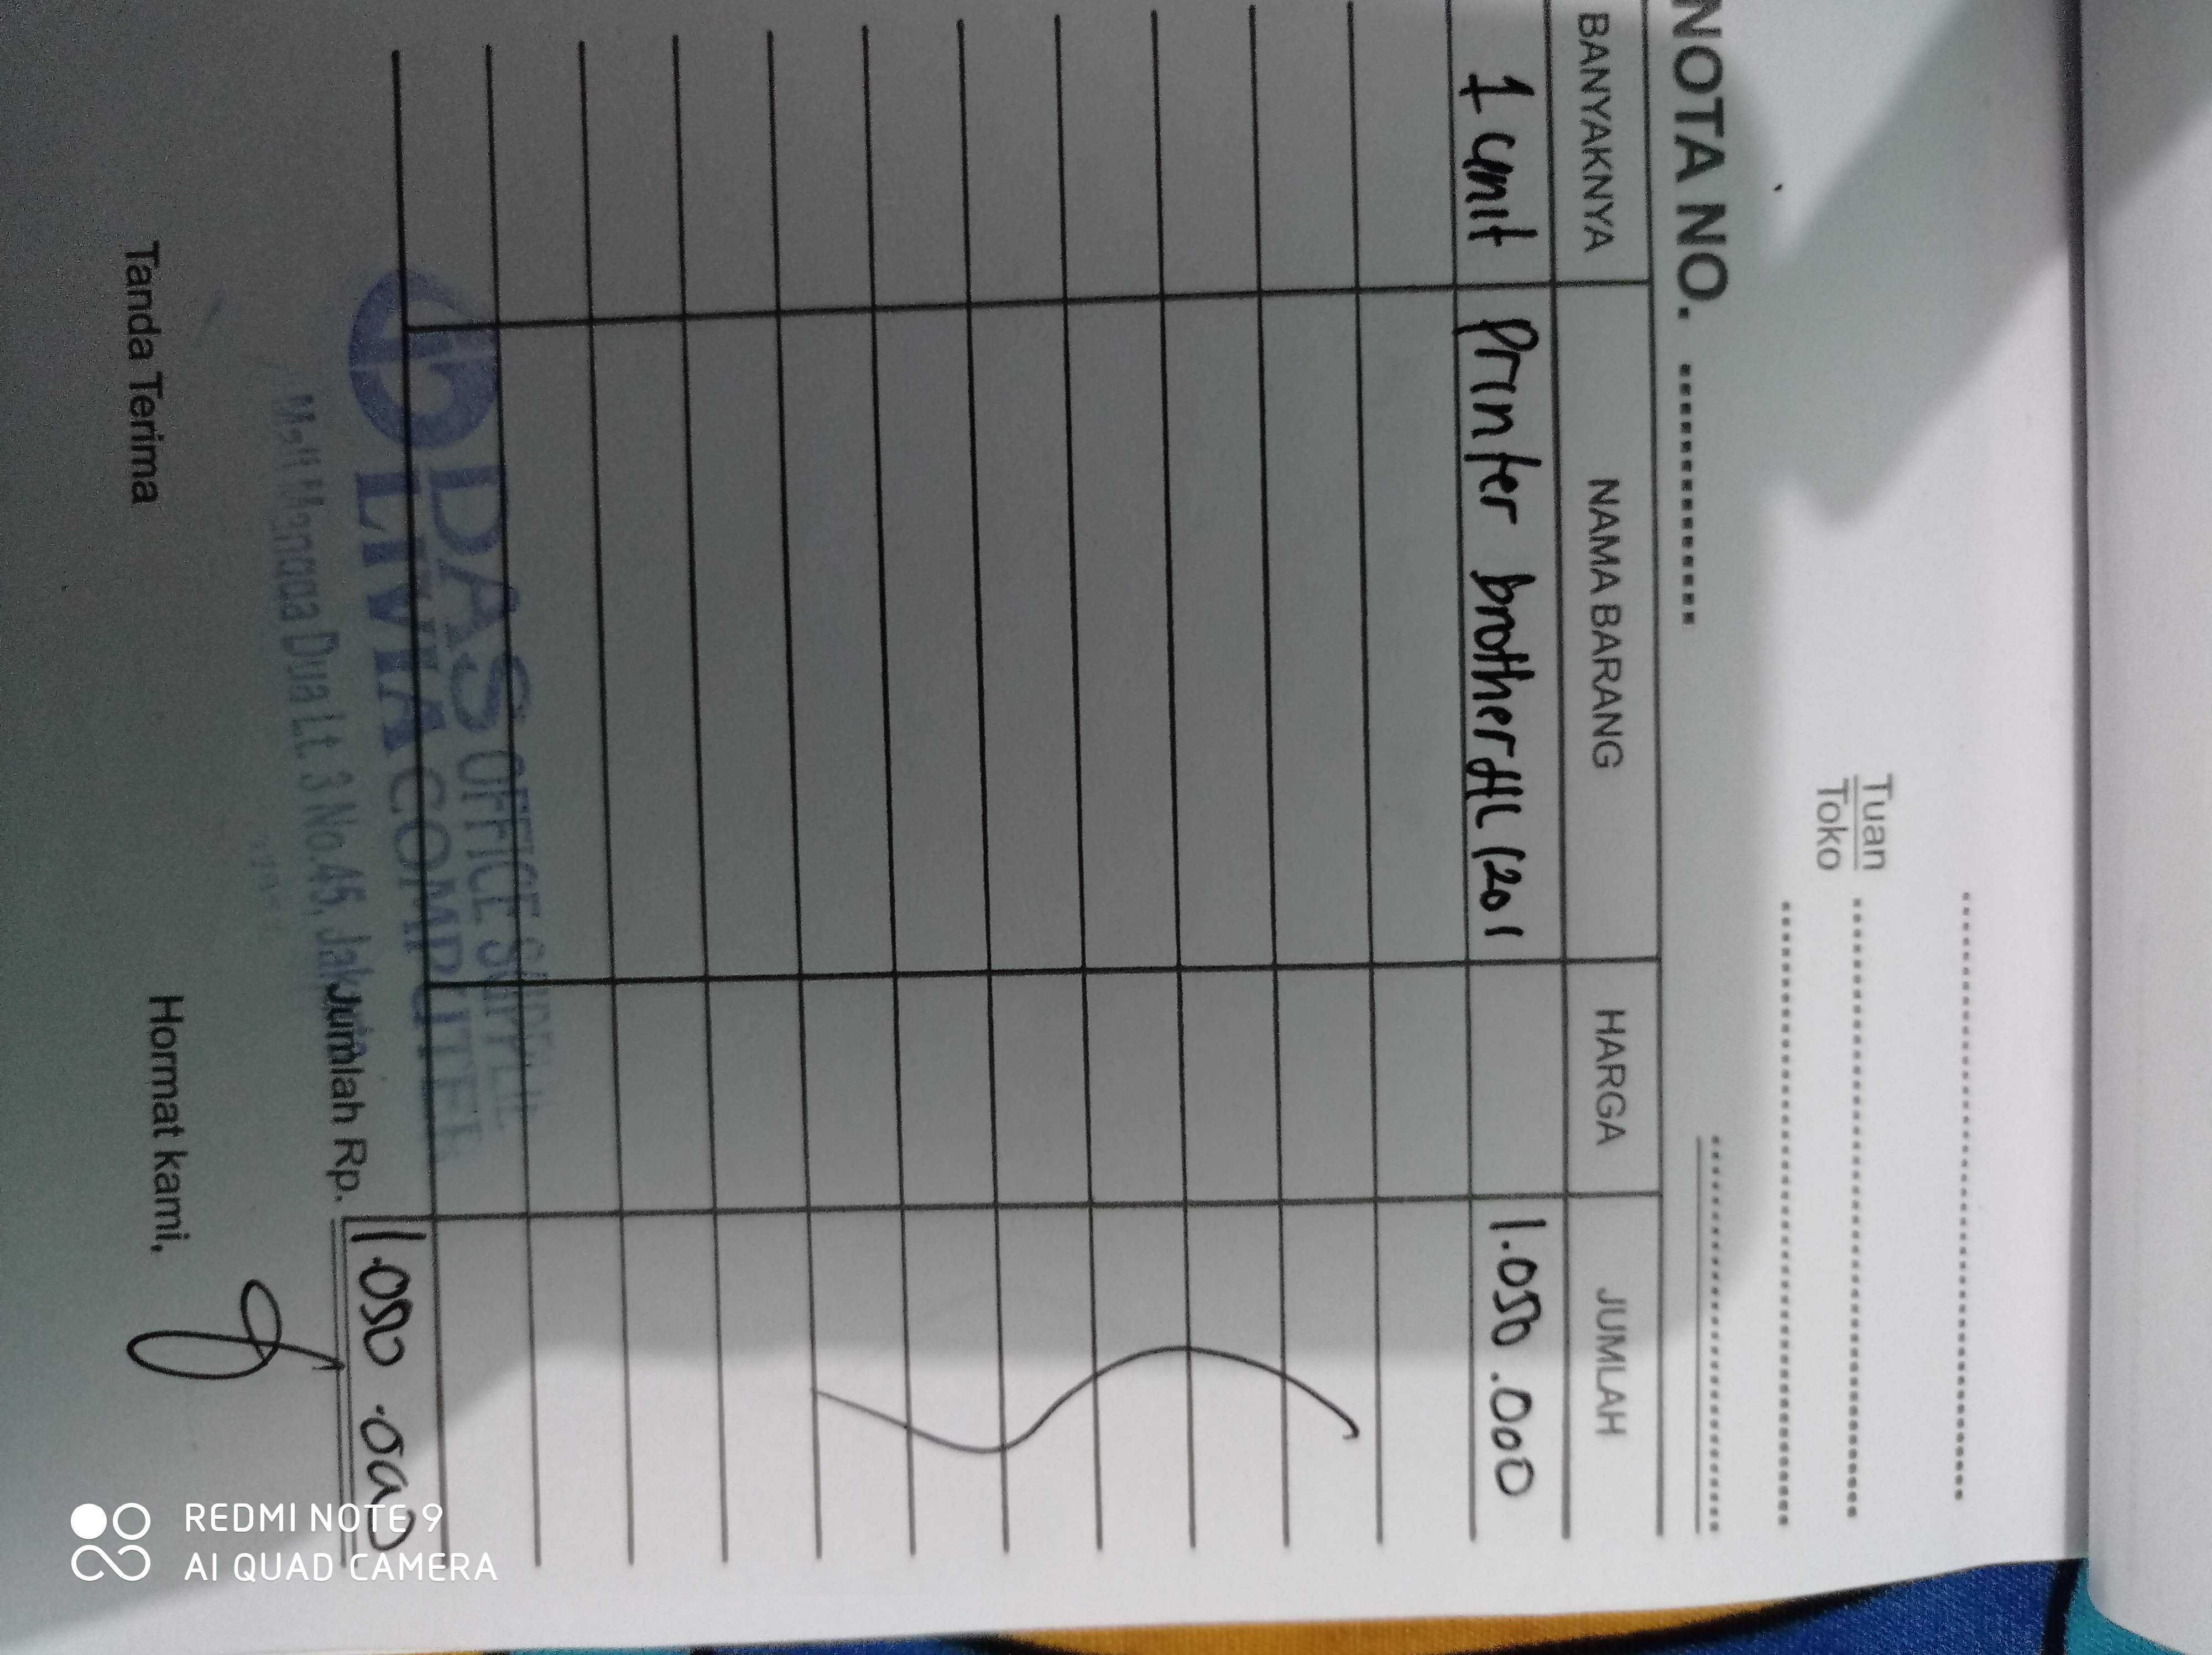 Tuan
Toko
NOTA NO.
BANYAKNYA NAMA BARANG HARGA JUMLAH
1 unit Printer brother HL 1201 1.050.000
DAS OFFICE SUPPLIE
LIVIA COMPUTER
Mall Mangga Dua Lt. 3 No.45, Jak
Jumlah Rp. 1.050.000
Tanda Terima Hormat kami,
REDMI NOTE 9
AI QUAD CAMERA